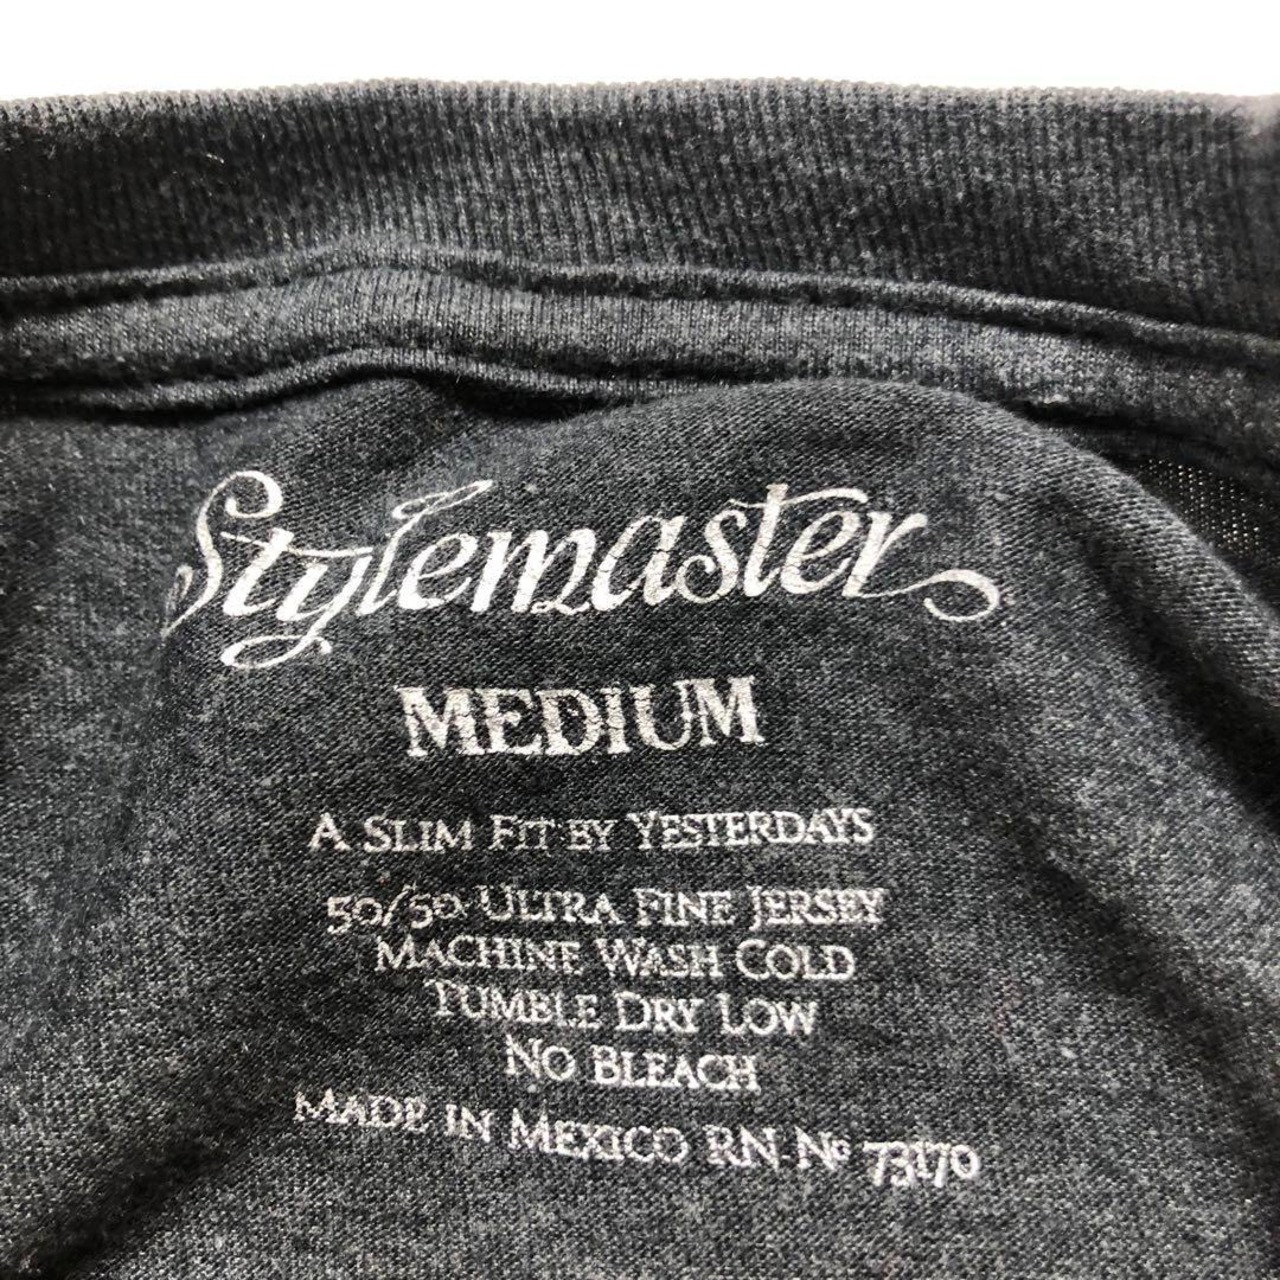 Stylemaster
MEDIUM
A SLIM FIT BY YESTERDAYS
50/50 ULTRA FINE JERSEY
MACHINE WASH COLD
TUMBLE DRY LOW
NO BLEACH
MADE IN MEXICO RN Nº 73170